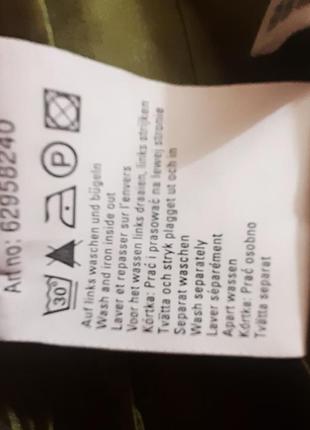 Art no: 62958240
30°
P
Auf links waschen und bügeln
Wash and iron inside out
Laver et repasser sur l'envers
Voor het wassen links draaien, links strijken
Kórtka: Prać i prasować na lewej stronie
Tvätta och stryk plagget ut och in
Separat waschen
Wash separately
Laver séparément
Apart wassen
Kórtka: Prać osobno
Tvätta separat